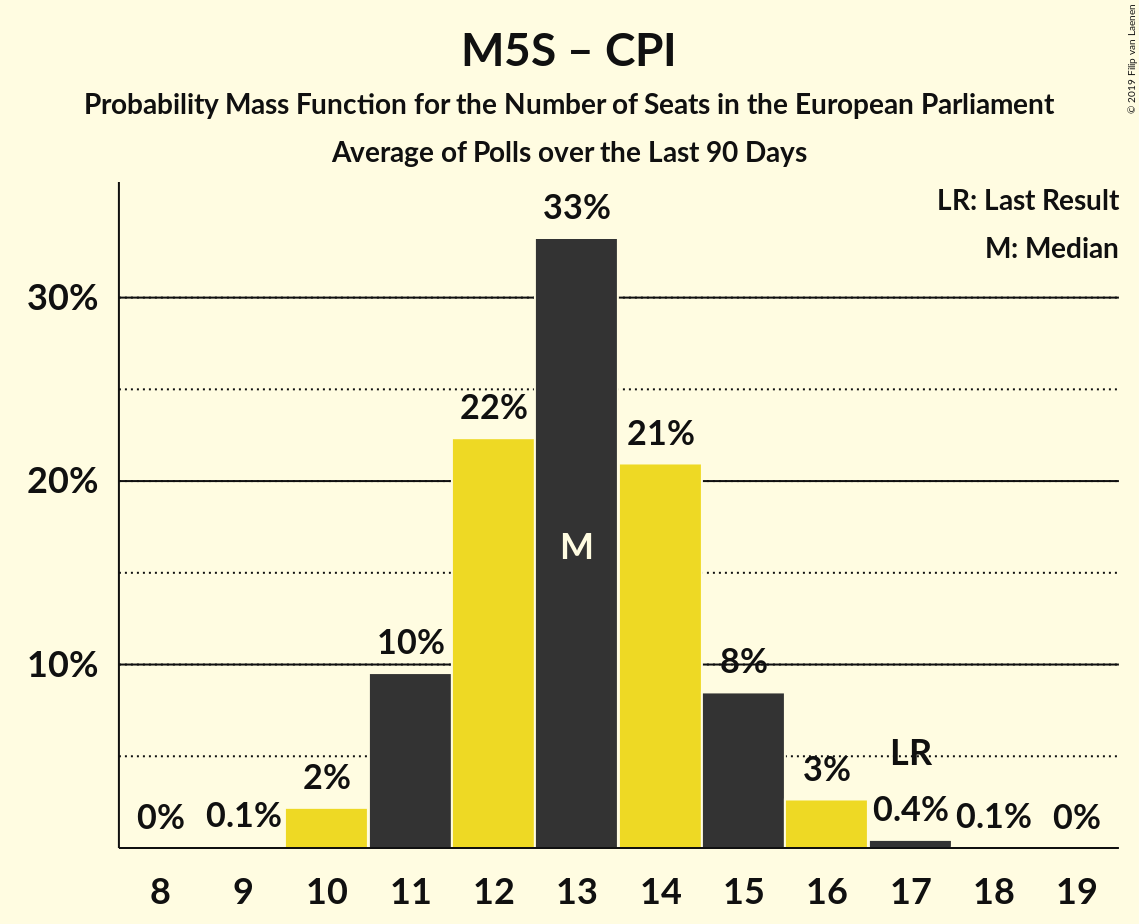 © 2019 Filip van Laenen
M5S – CPI
Probability Mass Function for the Number of Seats in the European Parliament
Average of Polls over the Last 90 Days
LR: Last Result
M: Median
33%
30%
22%
21%
20%
M
10%
10%
8%
LR
3%
2%
0%
0.1%
0.4%
0.1%
0%
8 9 10 11 12 13 14 15 16 17 18 19